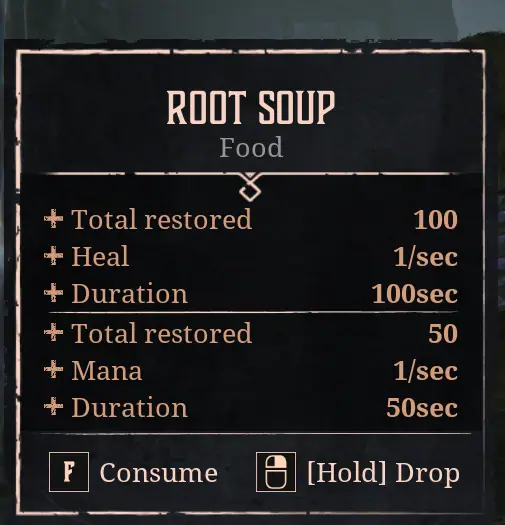 ROOT SOUP
Food
Total restored 100
Heal 1/sec
Duration 100sec
Total restored 50
Mana 1/sec
Duration 50sec
F Consume [Hold] Drop